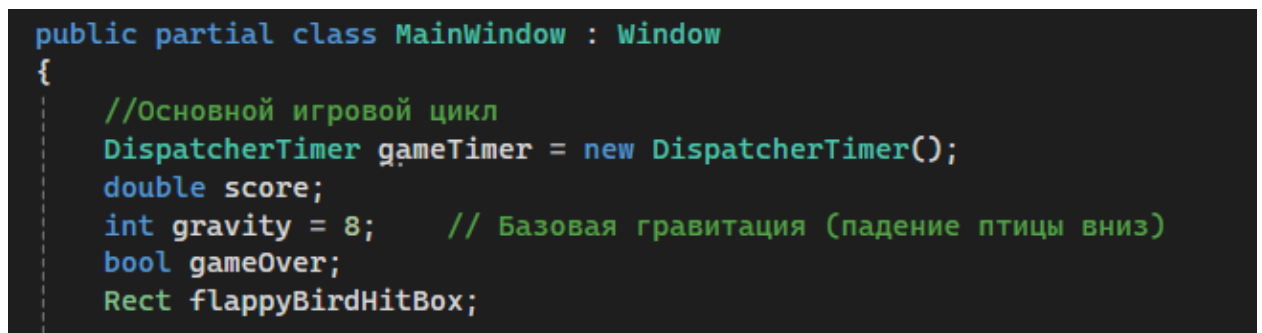 public partial class MainWindow : Window
{
//Основной игровой цикл
DispatcherTimer gameTimer = new DispatcherTimer();
double score;
int gravity = 8;    // Базовая гравитация (падение птицы вниз)
bool gameOver;
Rect flappyBirdHitBox;